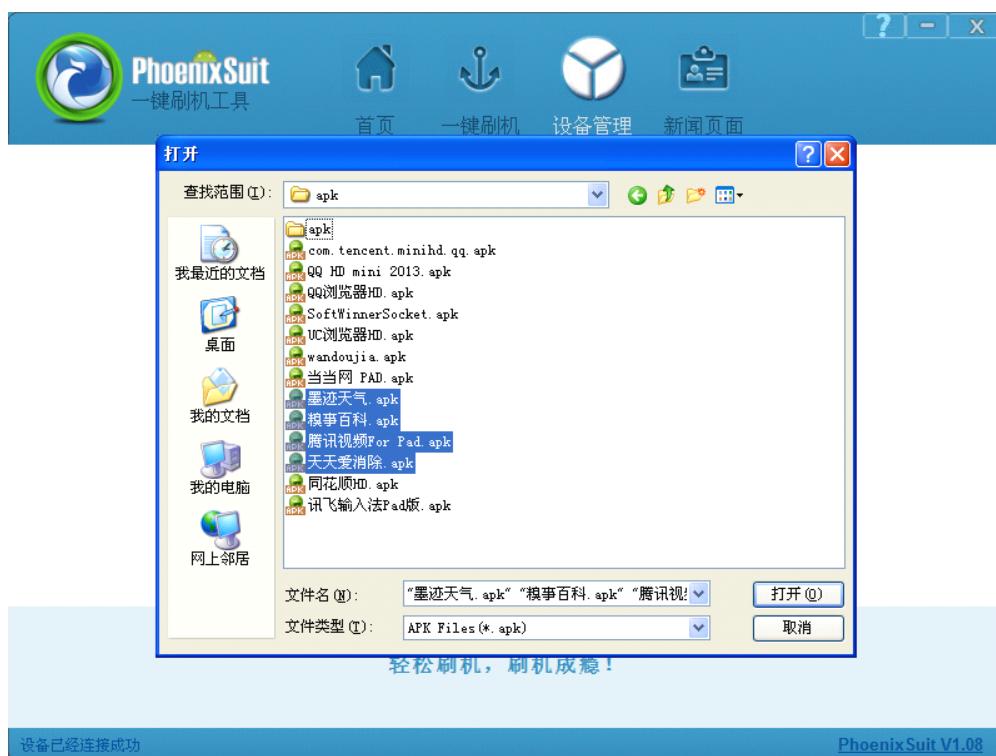 ? - x
PhoenixSuit
一键刷机工具
首页 一键刷机 设备管理 新闻页面
打开
查找范围(I): apk
我最近的文档
桌面
我的文档
我的电脑
网上邻居
apk
com.tencent.minihd.qq.apk
QQ HD mini 2013.apk
QQ浏览器HD.apk
SoftWinnerSocket.apk
UC浏览器HD.apk
wandoujia.apk
当当网 PAD.apk
墨迹天气.apk
糗事百科.apk
腾讯视频For Pad.apk
天天爱消除.apk
同花顺HD.apk
讯飞输入法Pad版.apk
文件名(N): “墨迹天气.apk” “糗事百科.apk” “腾讯视 打开(O)
文件类型(T): APK Files(*.apk) 取消
轻松刷机，刷机成瘾！
设备已经连接成功 PhoenixSuit V1.08